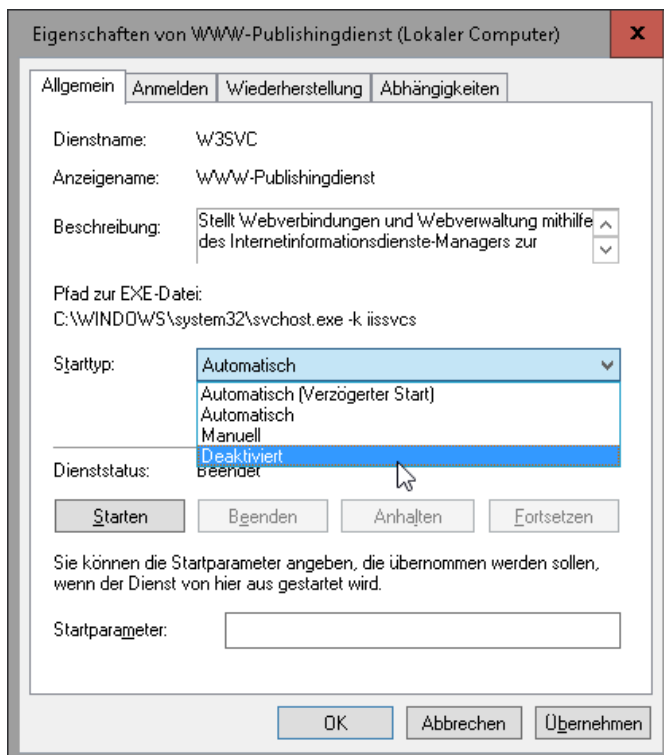 Eigenschaften von WWW-Publishingdienst (Lokaler Computer)
x
Allgemein Anmelden Wiederherstellung Abhängigkeiten
Dienstname: W3SVC
Anzeigename: WWW-Publishingdienst
Beschreibung: Stellt Webverbindungen und Webverwaltung mithilfe
des Internetinformationsdienste-Managers zur
Pfad zur EXE-Datei:
C:\WINDOWS\system32\svchost.exe -k iissvcs
Starttyp: Automatisch
Automatisch (Verzögerter Start)
Automatisch
Manuell
Deaktiviert
Dienststatus: Beendet
Starten Beenden Anhalten Fortsetzen
Sie können die Startparameter angeben, die übernommen werden sollen,
wenn der Dienst von hier aus gestartet wird.
Startparameter:
OK Abbrechen Übernehmen